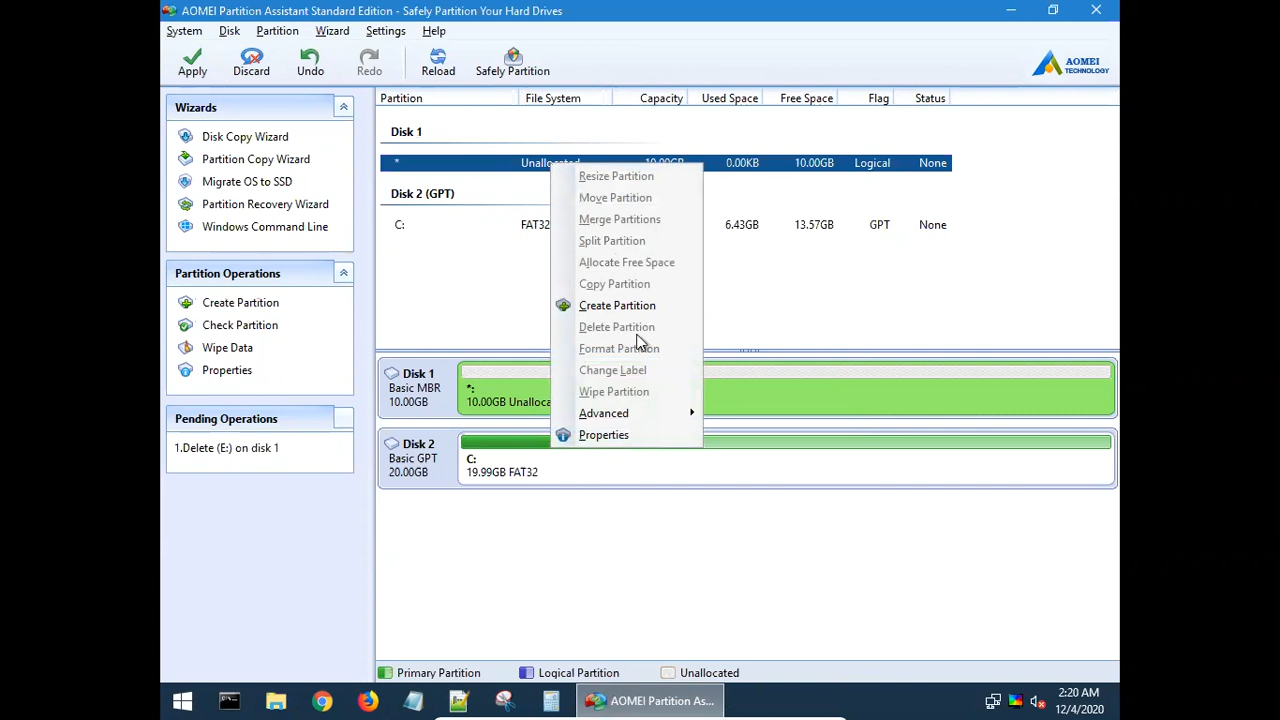 AOMEI Partition Assistant Standard Edition - Safely Partition Your Hard Drives
System Disk Partition Wizard Settings Help
Apply Discard Undo Redo Reload Safely Partition
AOMEI
TECHNOLOGY
Wizards
Disk Copy Wizard
Partition Copy Wizard
Migrate OS to SSD
Partition Recovery Wizard
Windows Command Line
Partition Operations
Create Partition
Check Partition
Wipe Data
Properties
Pending Operations
1.Delete (E:) on disk 1
Partition File System Capacity Used Space Free Space Flag Status
Disk 1
* Unallocated 10.00GB 0.00KB 10.00GB Logical None
Disk 2 (GPT)
C: FAT32 6.43GB 13.57GB GPT None
Resize Partition
Move Partition
Merge Partitions
Split Partition
Allocate Free Space
Copy Partition
Create Partition
Delete Partition
Format Partition
Change Label
Wipe Partition
Advanced
Properties
Disk 1
Basic MBR
10.00GB
*:
10.00GB Unalloca
Disk 2
Basic GPT
20.00GB
C:
19.99GB FAT32
Primary Partition Logical Partition Unallocated
AOMEI Partition As...
2:20 AM
12/4/2020